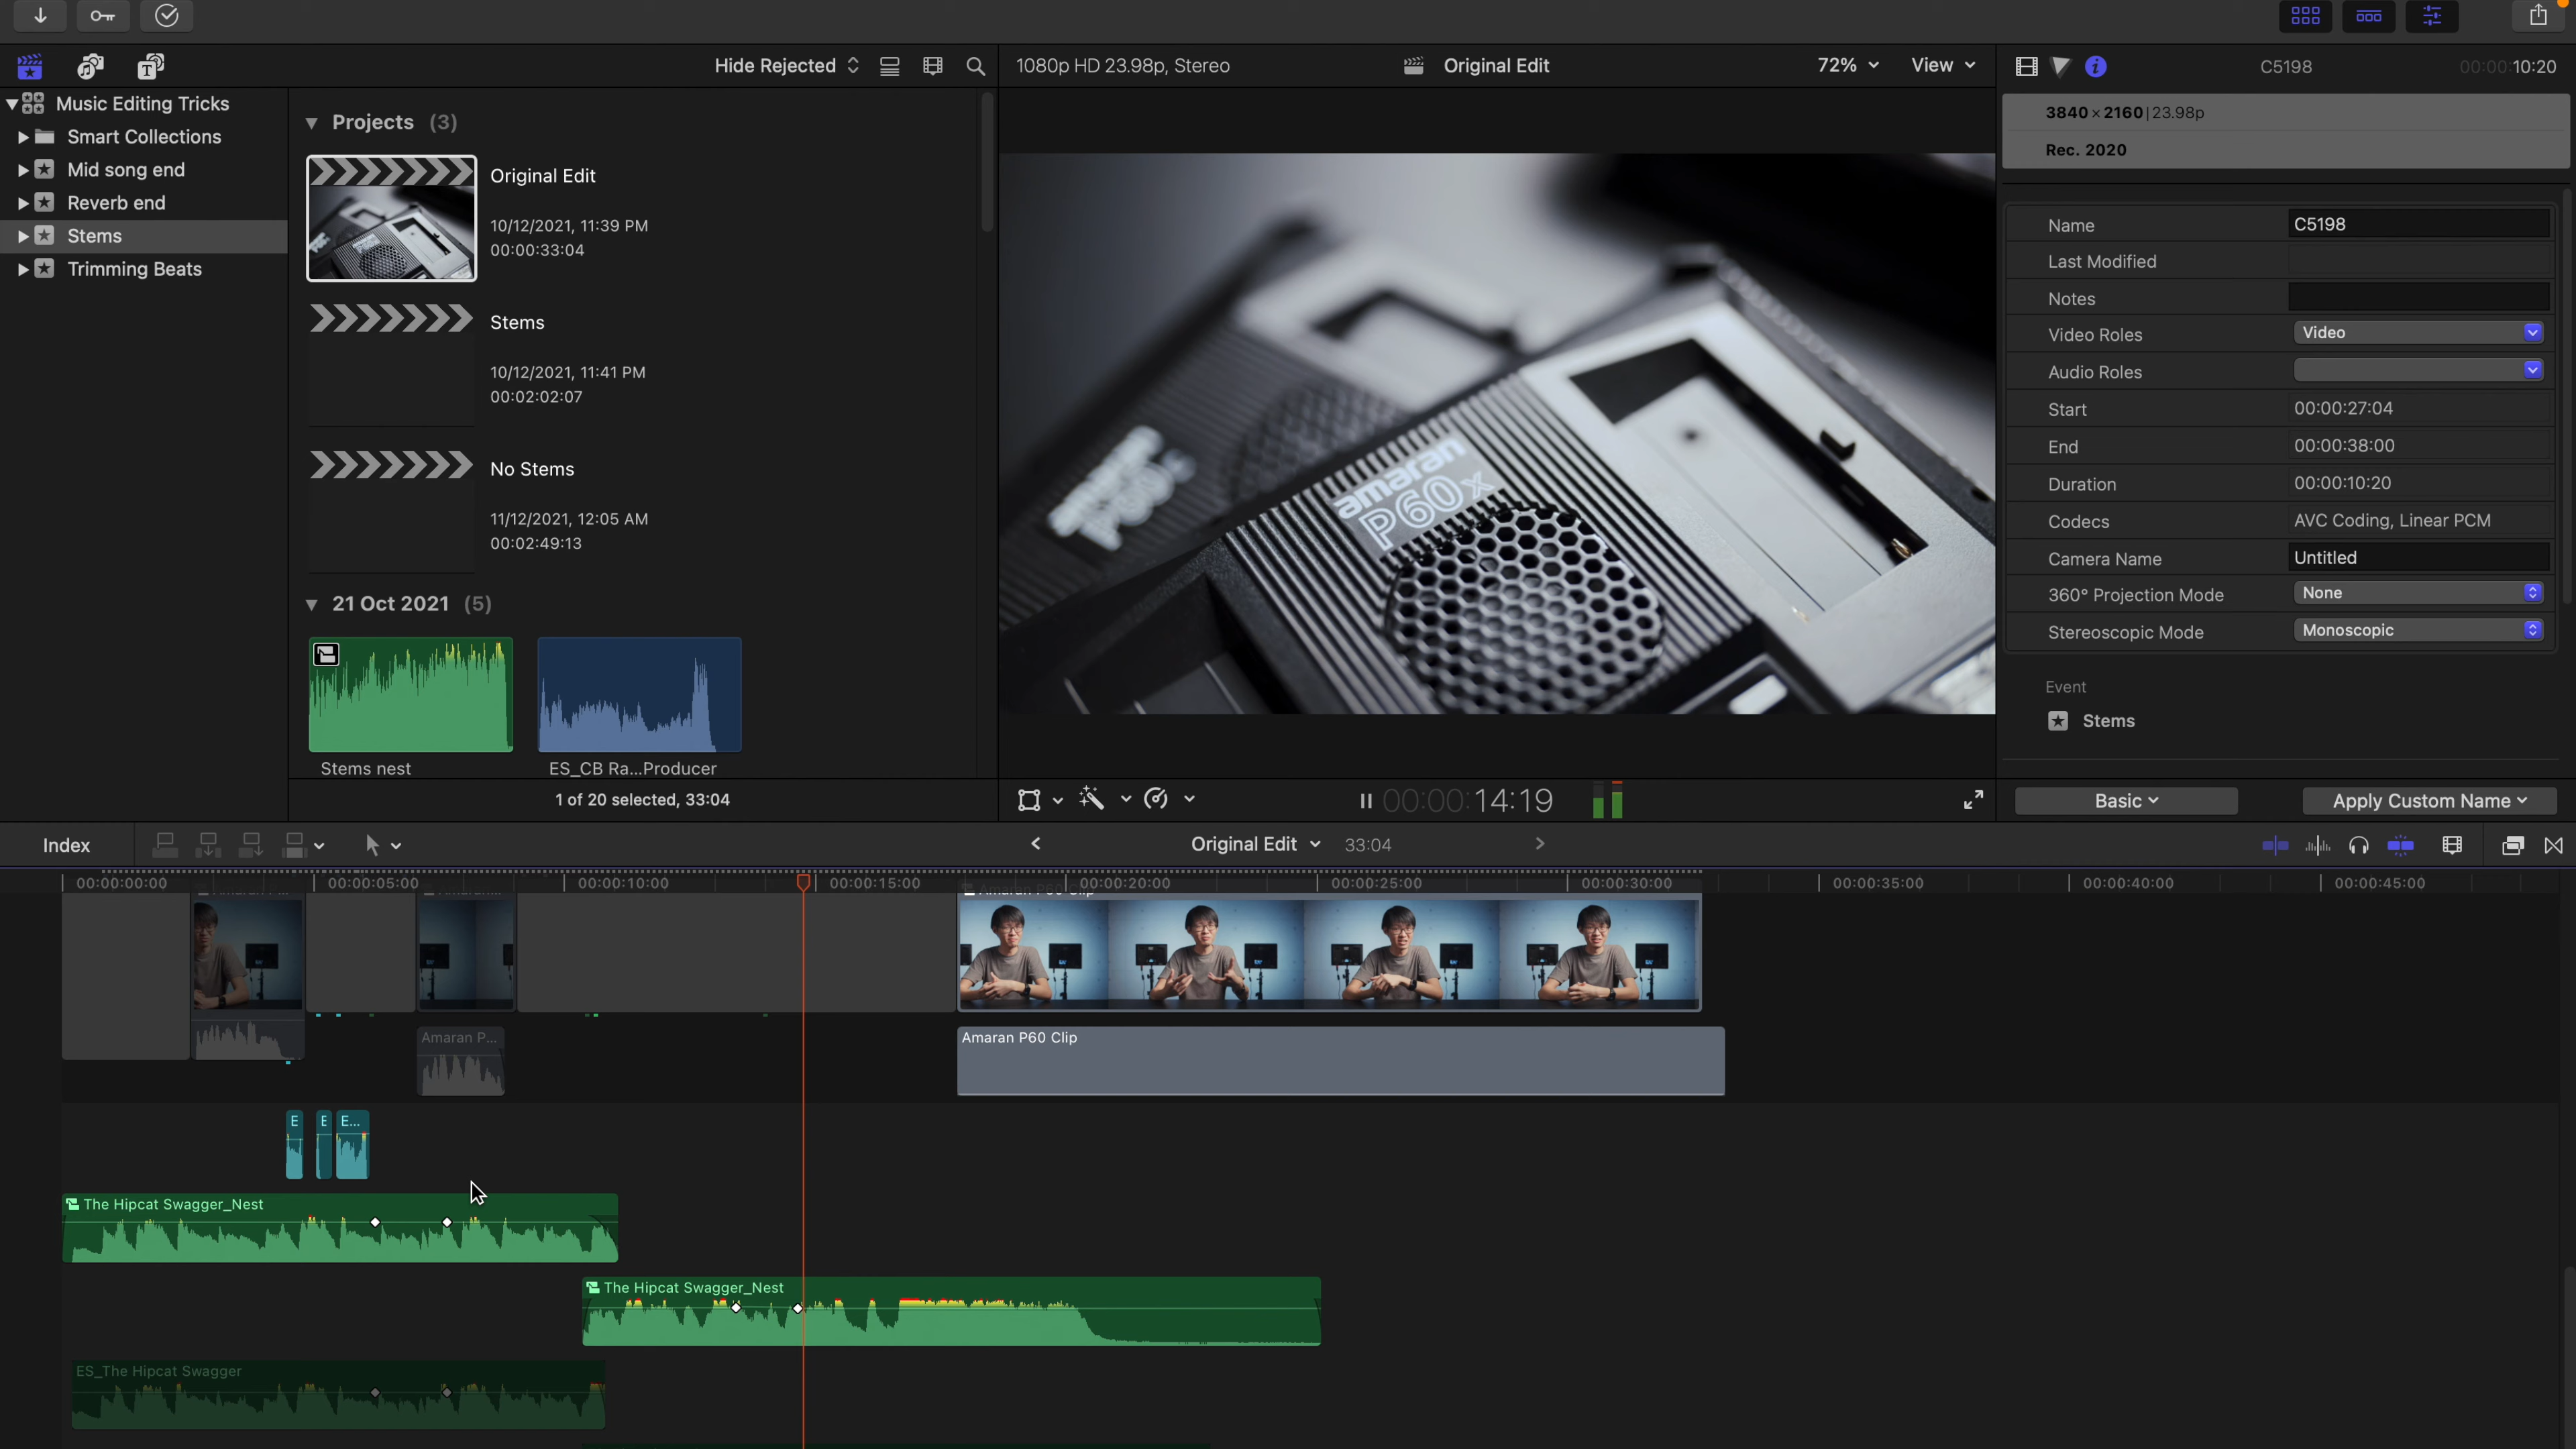 Hide Rejected
1080p HD 23.98p, Stereo
Original Edit
72%
View
C5198
00:00:10:20
Music Editing Tricks
Smart Collections
Mid song end
Reverb end
Stems
Trimming Beats
Projects (3)
Original Edit
10/12/2021, 11:39 PM
00:00:33:04
Stems
10/12/2021, 11:41 PM
00:02:02:07
No Stems
11/12/2021, 12:05 AM
00:02:49:13
21 Oct 2021 (5)
Stems nest
ES_CB Ra...Producer
1 of 20 selected, 33:04
amaran
P60x
00:00:14:19
3840 × 2160 | 23.98p
Rec. 2020
Name C5198
Last Modified
Notes
Video Roles Video
Audio Roles
Start 00:00:27:04
End 00:00:38:00
Duration 00:00:10:20
Codecs AVC Coding, Linear PCM
Camera Name Untitled
360° Projection Mode None
Stereoscopic Mode Monoscopic
Event
Stems
Basic
Apply Custom Name
Index
Original Edit
33:04
00:00:00:00 00:00:05:00 00:00:10:00 00:00:15:00 00:00:20:00 00:00:25:00 00:00:30:00 00:00:35:00 00:00:40:00 00:00:45:00
Amaran P60 Clip
Amaran P...
Amaran P60 Clip
E E E...
The Hipcat Swagger_Nest
The Hipcat Swagger_Nest
ES_The Hipcat Swagger